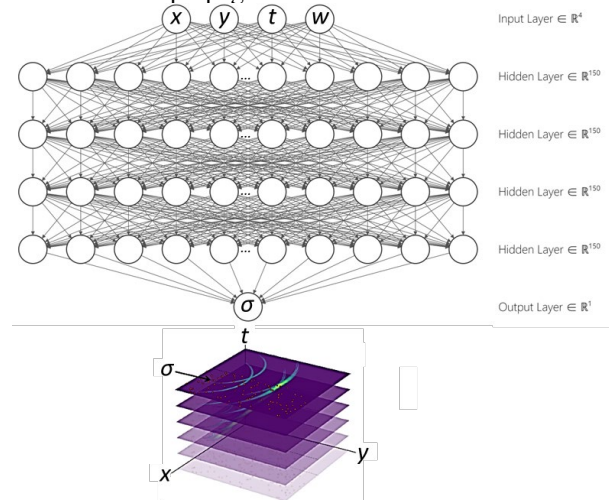 x y t w Input Layer ∈ ℝ⁴
... Hidden Layer ∈ ℝ¹⁵⁰
... Hidden Layer ∈ ℝ¹⁵⁰
... Hidden Layer ∈ ℝ¹⁵⁰
... Hidden Layer ∈ ℝ¹⁵⁰
σ Output Layer ∈ ℝ¹
t
σ
y
x